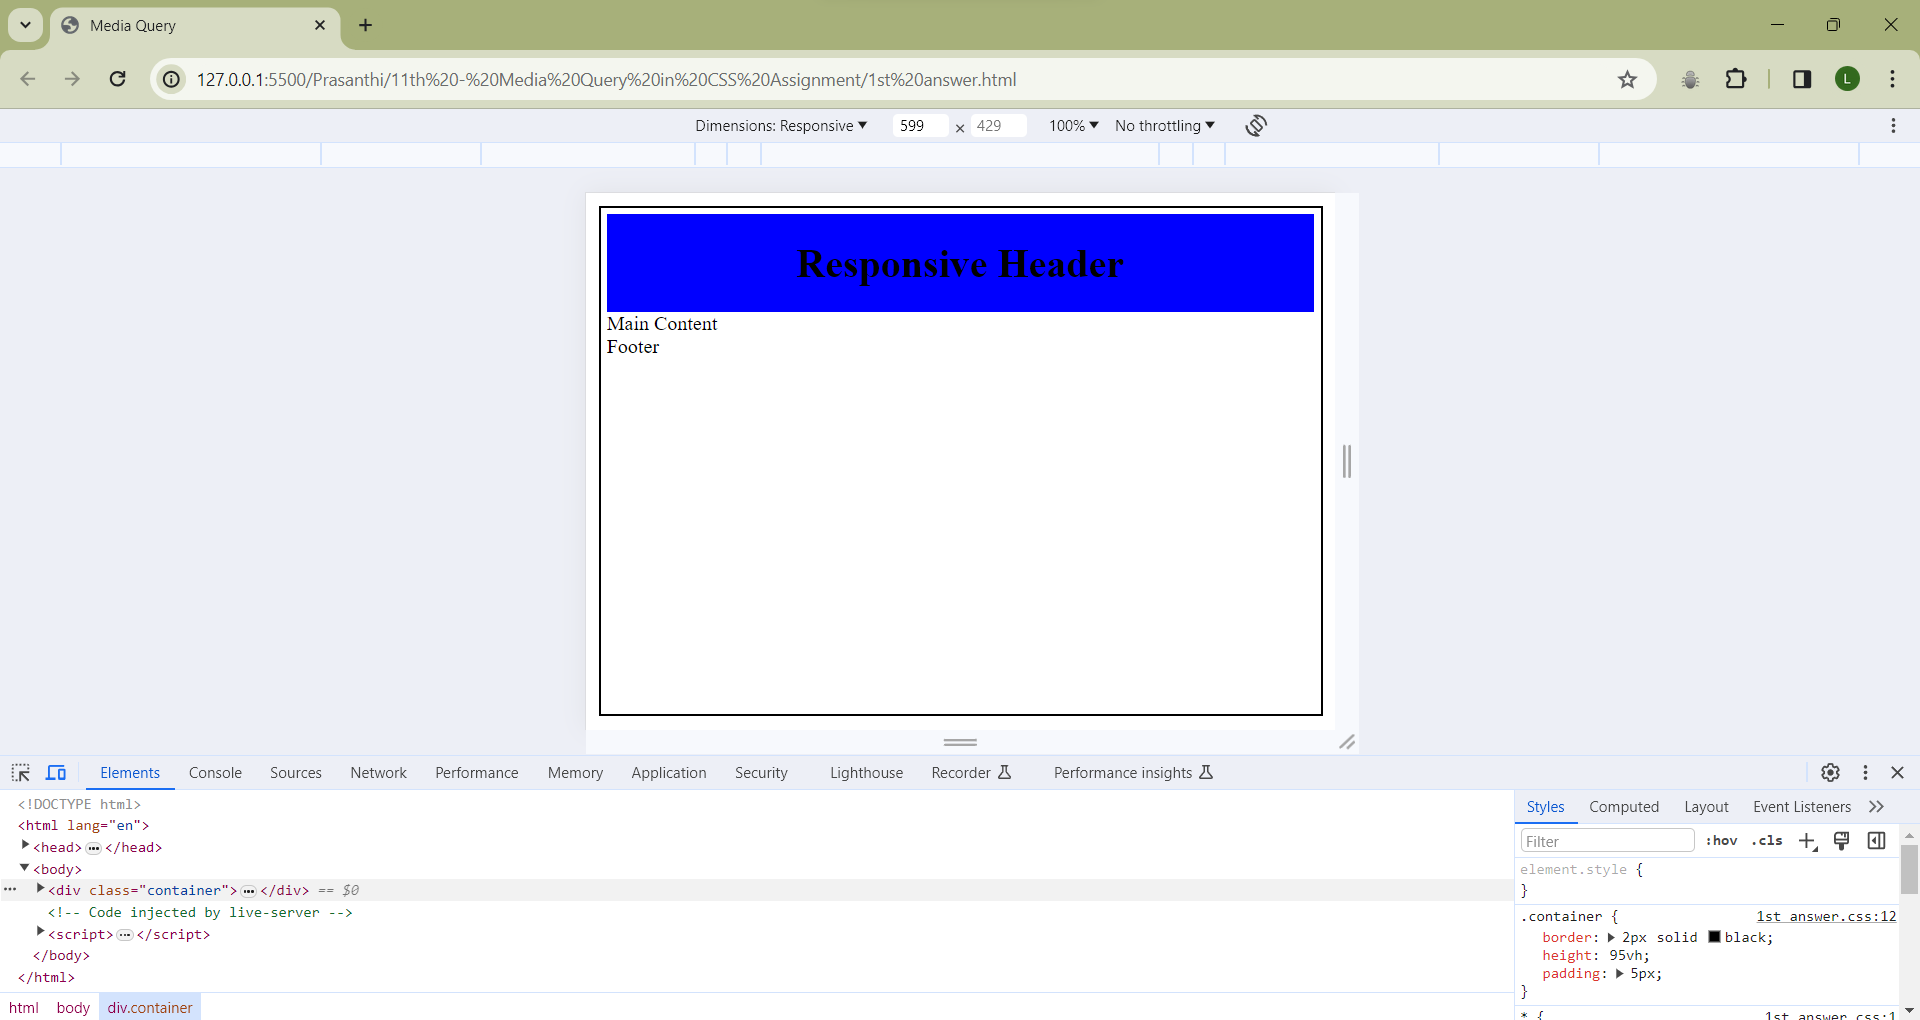 Media Query
127.0.0.1:5500/Prasanthi/11th%20-%20Media%20Query%20in%20CSS%20Assignment/1st%20answer.html
L
Dimensions: Responsive ▼ 599 × 429 100% ▼ No throttling ▼
Responsive Header
Main Content
Footer
Elements Console Sources Network Performance Memory Application Security Lighthouse Recorder Performance insights
<!DOCTYPE html>
<html lang="en">
▶ <head> ••• </head>
▼ <body>
••• ▶ <div class="container"> ••• </div> == $0
<!-- Code injected by live-server -->
▶ <script> ••• </script>
</body>
</html>
html body div.container
Styles Computed Layout Event Listeners
Filter :hov .cls
element.style {
}
.container { 1st answer.css:12
border: ▶ 2px solid black;
height: 95vh;
padding: ▶ 5px;
}
* { 1st answer.css:1